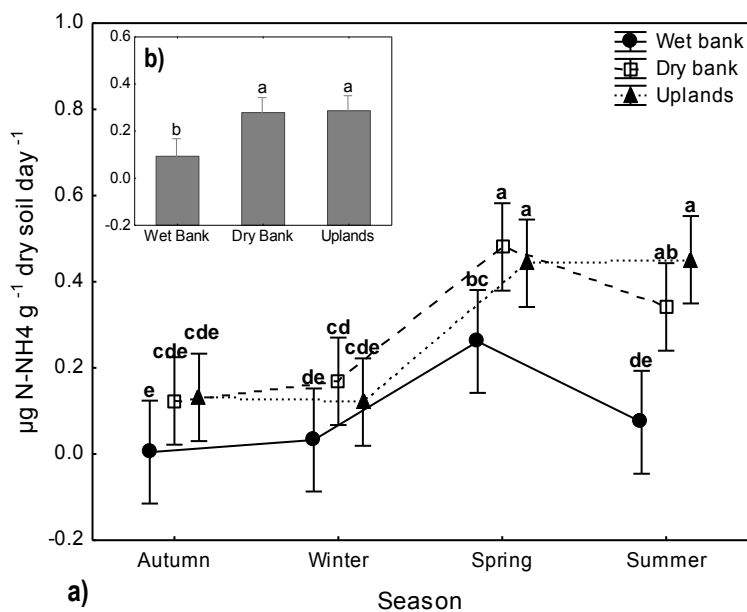 1.0
0.8
0.6
0.4
0.2
0.0
-0.2
µg N-NH4 g⁻¹ dry soil day⁻¹
b)
0.6
0.4
0.2
0.0
-0.2
b
a
a
Wet Bank
Dry Bank
Uplands
Wet bank
Dry bank
Uplands
e
cde
cde
de
cd
cde
bc
a
a
de
ab
a
Autumn
Winter
Spring
Summer
a)
Season